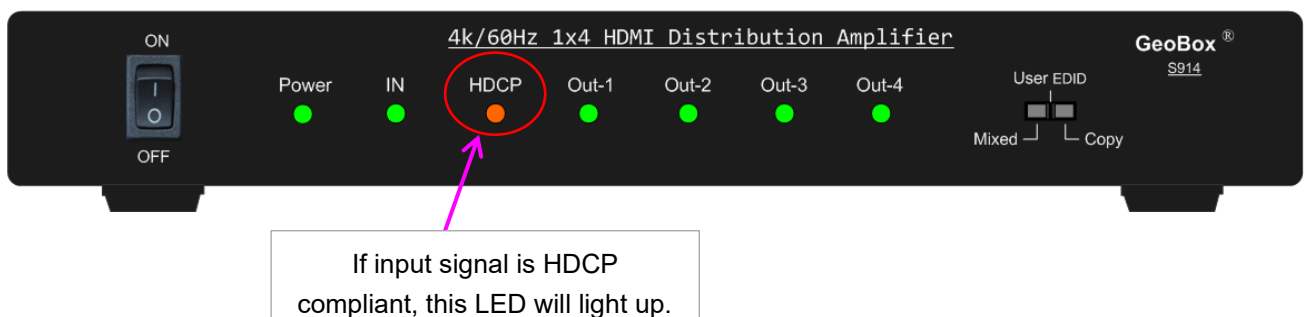 4k/60Hz 1x4 HDMI Distribution Amplifier
GeoBox ®
S914
ON
OFF
Power IN HDCP Out-1 Out-2 Out-3 Out-4
User EDID
Mixed Copy
If input signal is HDCP
compliant, this LED will light up.